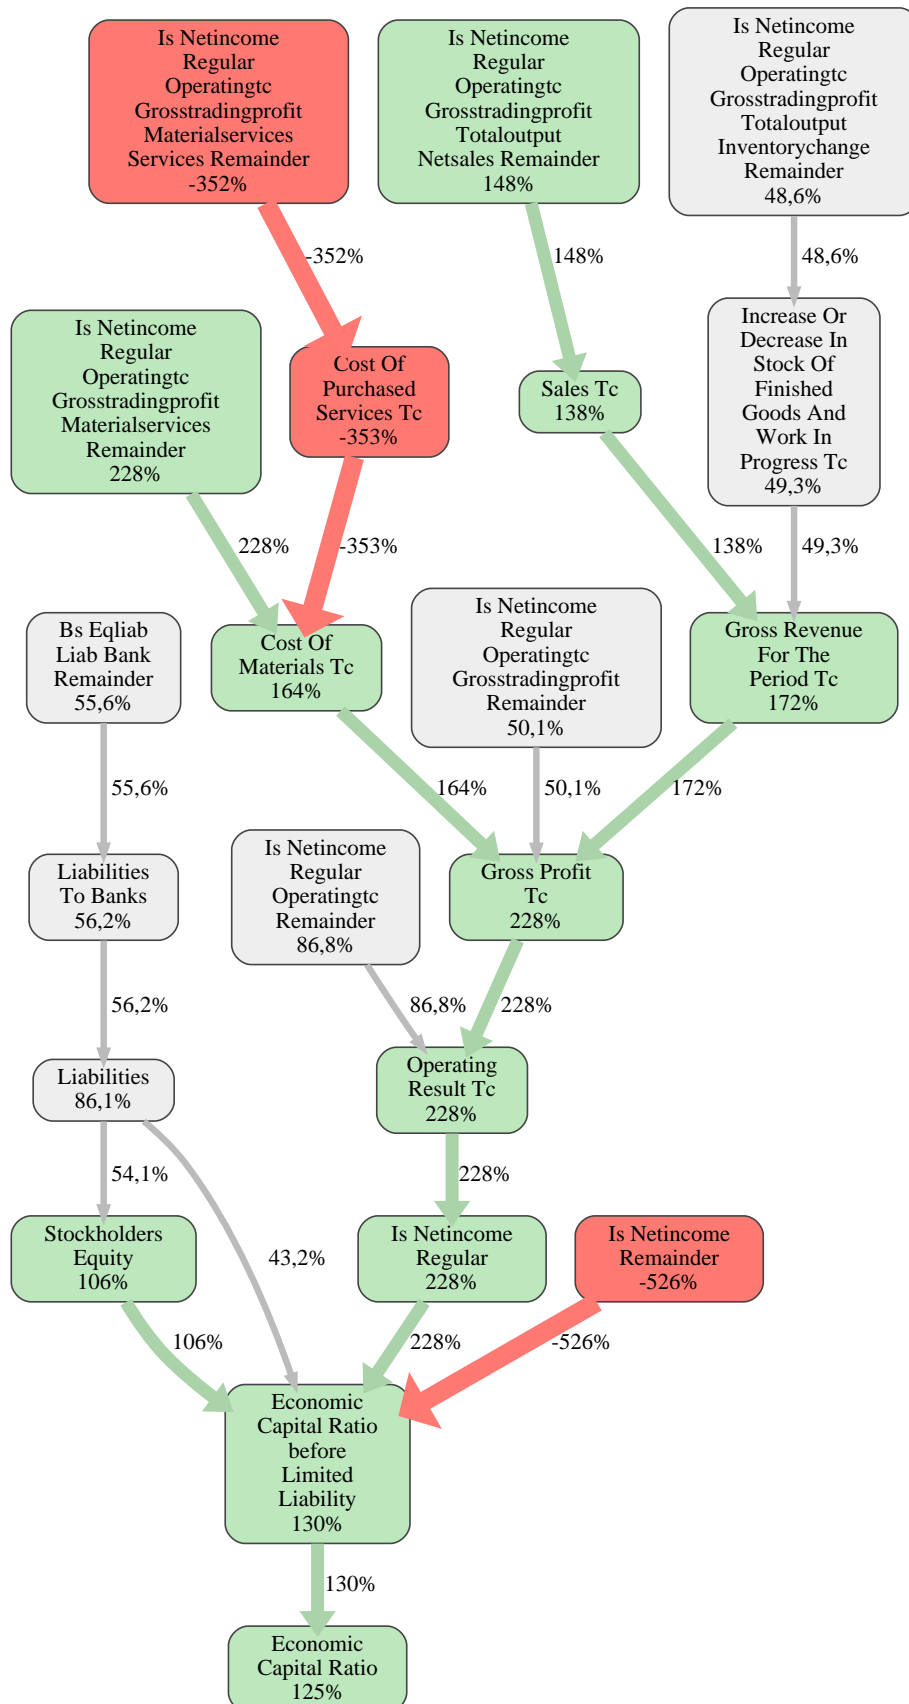 Is Netincome
Regular
Operatingtc
Grosstradingprofit
Materialservices
Services Remainder
-352%
Is Netincome
Regular
Operatingtc
Grosstradingprofit
Totaloutput
Netsales Remainder
148%
Is Netincome
Regular
Operatingtc
Grosstradingprofit
Totaloutput
Inventorychange
Remainder
48,6%
-352%
148%
48,6%
Is Netincome
Regular
Operatingtc
Grosstradingprofit
Materialservices
Remainder
228%
Cost Of
Purchased
Services Tc
-353%
Sales Tc
138%
Increase Or
Decrease In
Stock Of
Finished
Goods And
Work In
Progress Tc
49,3%
228%
-353%
138%
49,3%
Bs Eqliab
Liab Bank
Remainder
55,6%
Cost Of
Materials Tc
164%
Is Netincome
Regular
Operatingtc
Grosstradingprofit
Remainder
50,1%
Gross Revenue
For The
Period Tc
172%
55,6%
164%
50,1%
172%
Liabilities
To Banks
56,2%
Is Netincome
Regular
Operatingtc
Remainder
86,8%
Gross Profit
Tc
228%
56,2%
86,8%
228%
Liabilities
86,1%
Operating
Result Tc
228%
54,1%
43,2%
228%
Stockholders
Equity
106%
Is Netincome
Regular
228%
Is Netincome
Remainder
-526%
106%
228%
-526%
Economic
Capital Ratio
before
Limited
Liability
130%
130%
Economic
Capital Ratio
125%